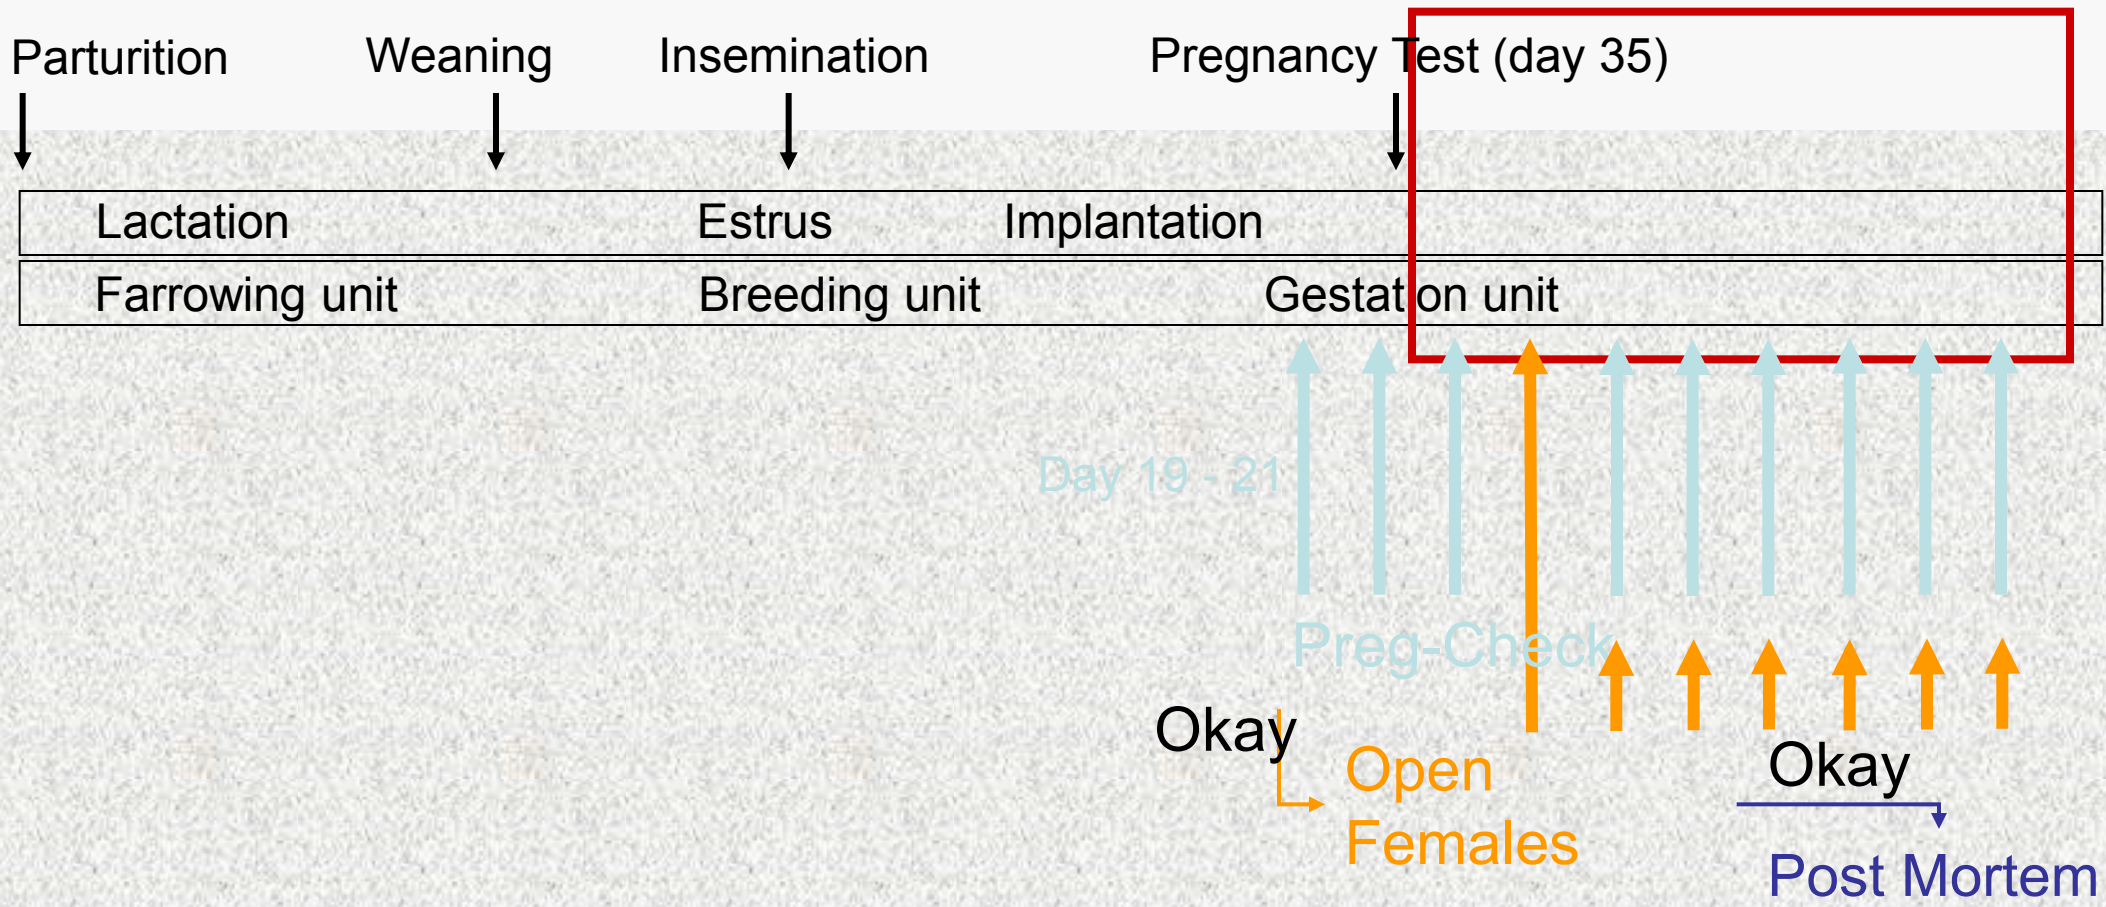 Parturition
Weaning
Insemination
Pregnancy Test (day 35)
Lactation
Estrus
Implantation
Farrowing unit
Breeding unit
Gestation unit
Day 19 - 21
Preg-Check
Okay
Open
Females
Okay
Post Mortem